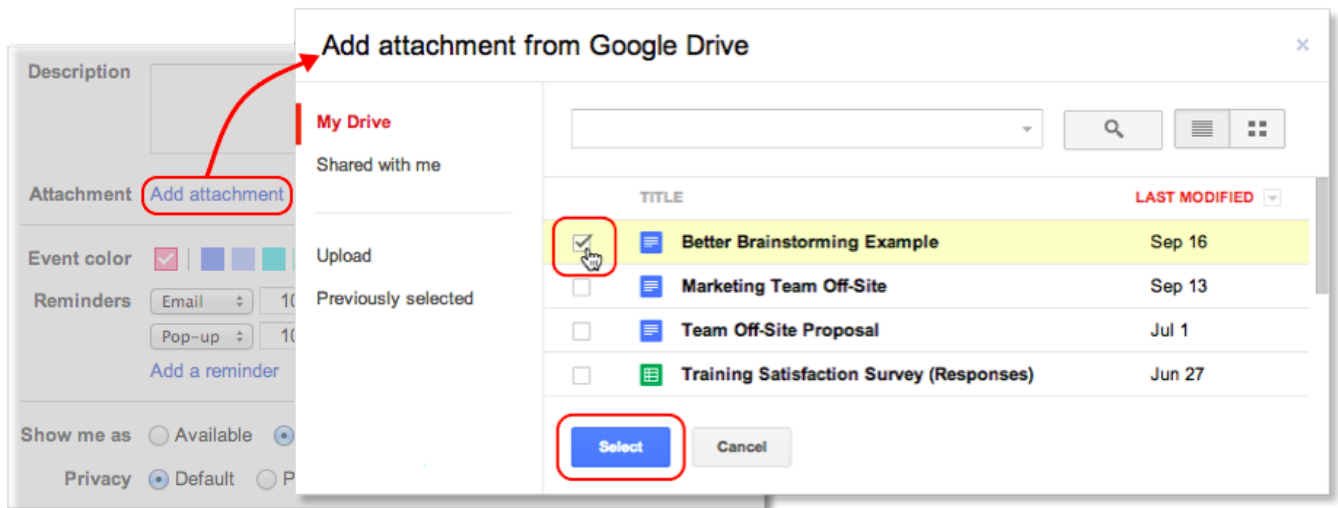 Add attachment from Google Drive
Description
Attachment Add attachment
Event color
Reminders Email 10
Pop-up 10
Add a reminder
Show me as Available
Privacy Default P
My Drive
Shared with me
Upload
Previously selected
TITLE LAST MODIFIED
Better Brainstorming Example Sep 16
Marketing Team Off-Site Sep 13
Team Off-Site Proposal Jul 1
Training Satisfaction Survey (Responses) Jun 27
Select Cancel